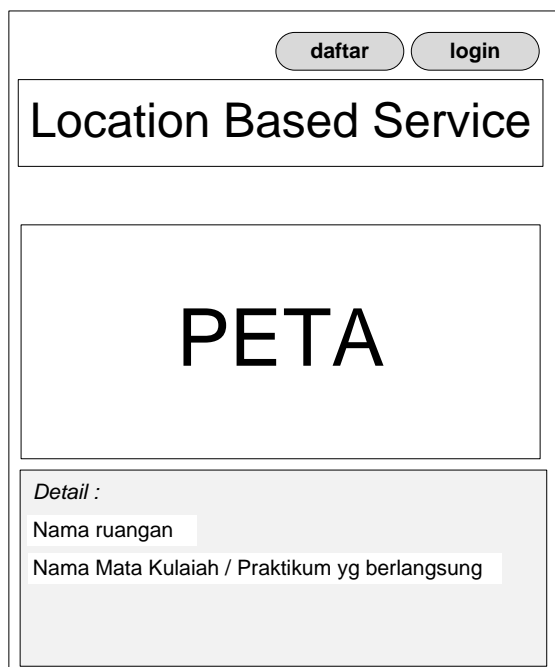 daftar login
Location Based Service
PETA
Detail :
Nama ruangan
Nama Mata Kulaiah / Praktikum yg berlangsung